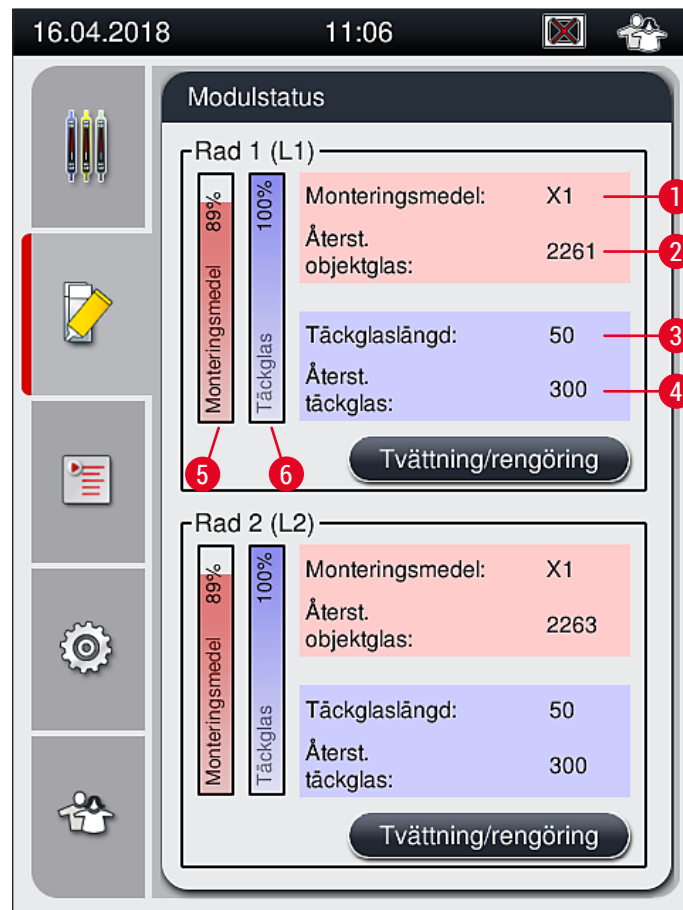 16.04.2018 11:06
Modulstatus
Rad 1 (L1)
89%
Monteringsmedel
100%
Täckglas
Monteringsmedel: X1 1
Återst.
objektglas: 2261 2
Täckglaslängd: 50 3
Återst.
täckglas: 300 4
5 6
Tvättning/rengöring
Rad 2 (L2)
89%
Monteringsmedel
100%
Täckglas
Monteringsmedel: X1
Återst.
objektglas: 2263
Täckglaslängd: 50
Återst.
täckglas: 300
Tvättning/rengöring